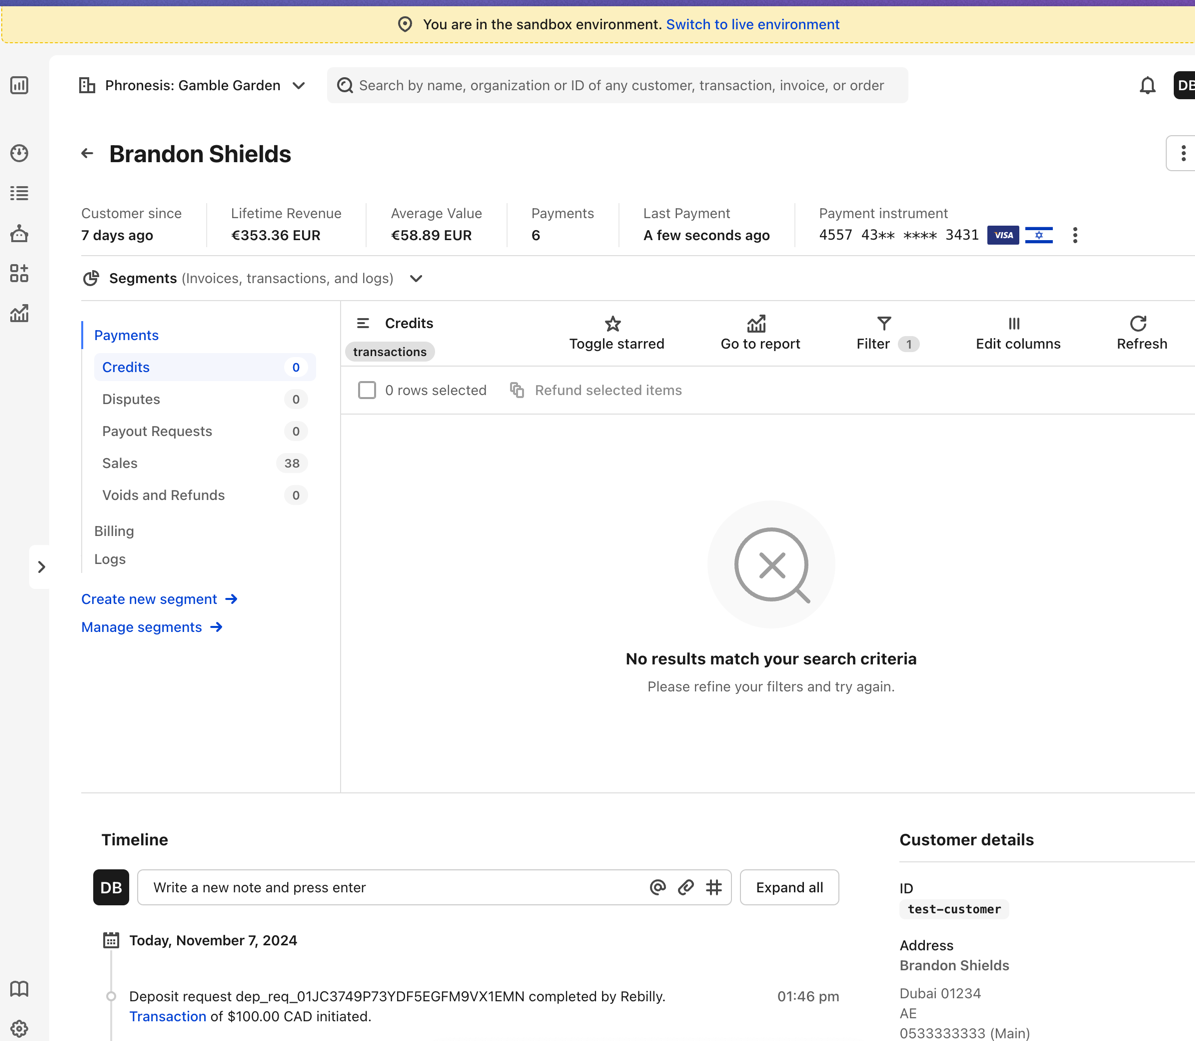 You are in the sandbox environment. Switch to live environment
Phronesis: Gamble Garden
Search by name, organization or ID of any customer, transaction, invoice, or order
DB
Brandon Shields
Customer since
7 days ago
Lifetime Revenue
€353.36 EUR
Average Value
€58.89 EUR
Payments
6
Last Payment
A few seconds ago
Payment instrument
4557 43** **** 3431 VISA
Segments (Invoices, transactions, and logs)
Payments
Credits 0
Disputes 0
Payout Requests 0
Sales 38
Voids and Refunds 0
Billing
Logs
Create new segment
Manage segments
Credits
transactions
Toggle starred
Go to report
Filter 1
Edit columns
Refresh
0 rows selected
Refund selected items
No results match your search criteria
Please refine your filters and try again.
Timeline
DB
Write a new note and press enter
Expand all
Today, November 7, 2024
Deposit request dep_req_01JC3749P73YDF5EGFM9VX1EMN completed by Rebilly. 01:46 pm
Transaction of $100.00 CAD initiated.
Customer details
ID
test-customer
Address
Brandon Shields
Dubai 01234
AE
0533333333 (Main)